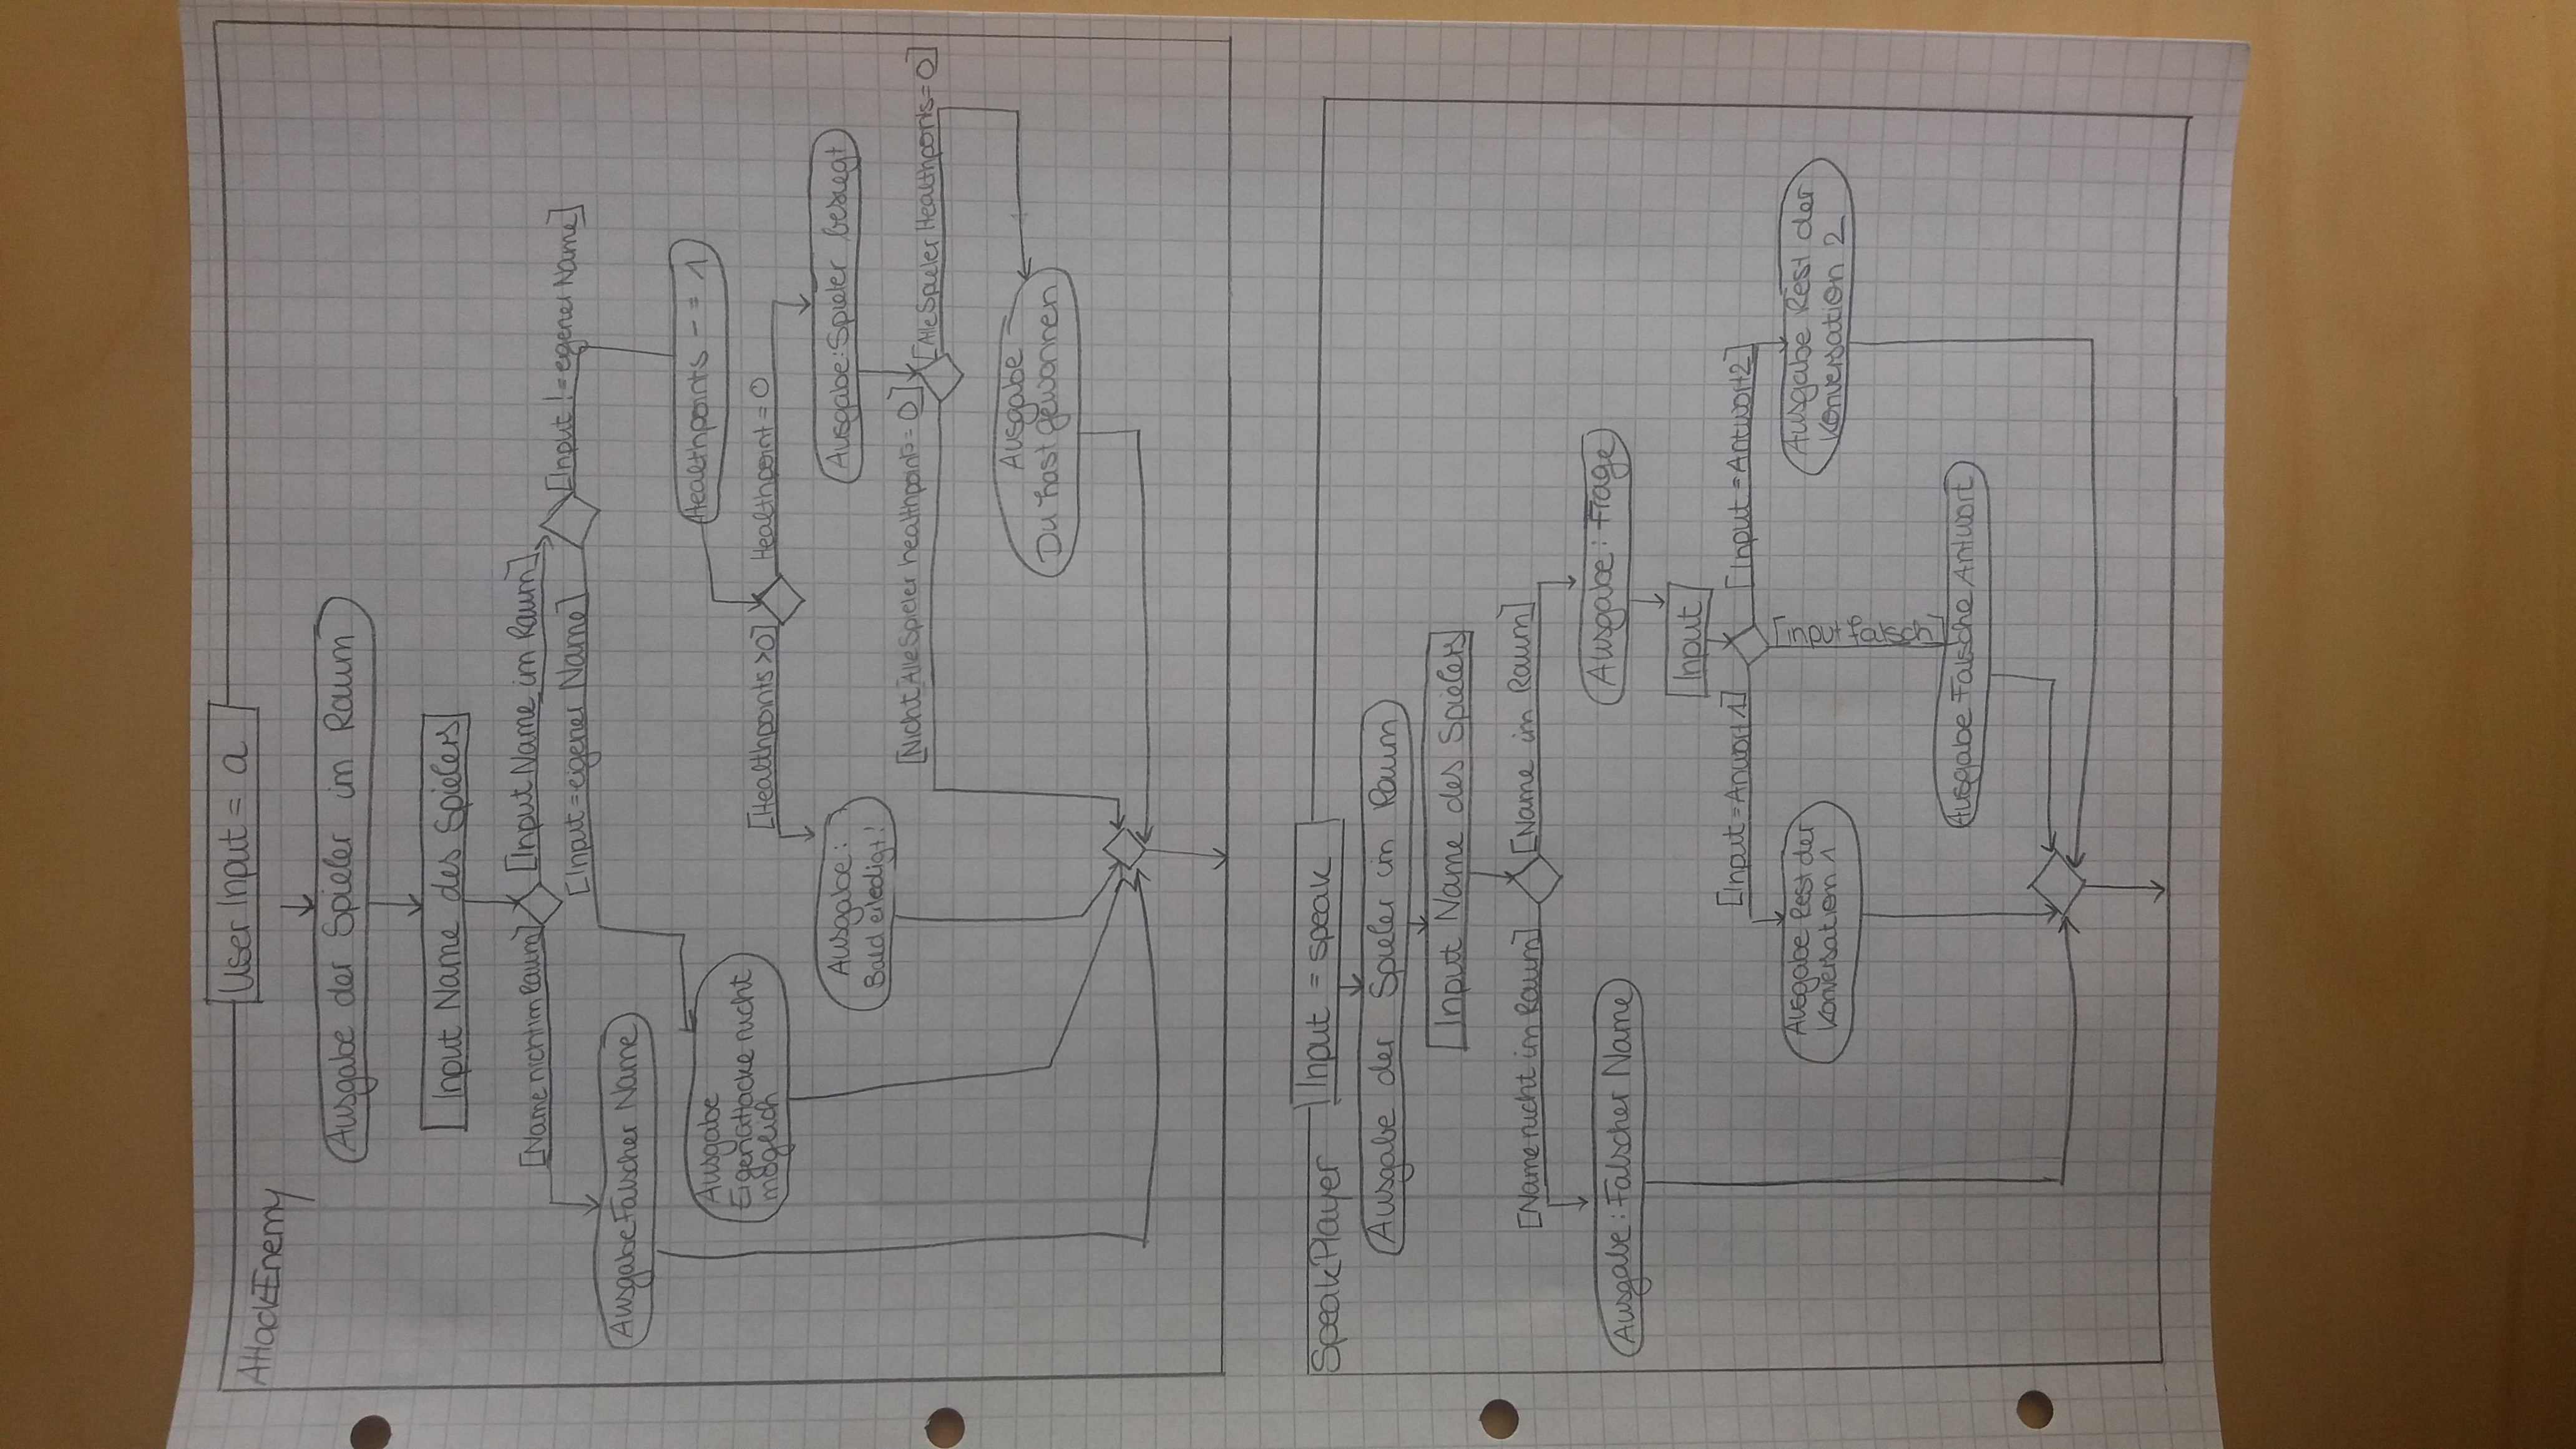 User Input = a
AttackEnemy
Ausgabe der Spieler im Raum
Input Name des Spielers
[Name nicht im Raum] [Input Name im Raum]
[Input=eigener Name] [Input != eigener Name]
Ausgabe Falscher Name
Ausgabe
Eigenattacke nicht
möglich
Healthpoints -= 1
[Healthpoints >0] Healthpoint = 0
Ausgabe:
Bald erledigt!
Ausgabe: Spieler besiegt
[Nicht Alle Spieler healthpoints = 0]
[Alle Spieler Healthpoints = 0]
Ausgabe
Du hast gewonnen
SpeakPlayer
Input = speak
Ausgabe der Spieler im Raum
Input Name des Spielers
[Name nicht im Raum] [Name im Raum]
Ausgabe: Falscher Name
Ausgabe: Frage
Input
[Input=Anwort 1] [Input=Antwort2]
[input falsch]
Ausgabe Rest der
Konversation 1
Ausgabe Rest der
Konversation 2
Ausgabe Falsche Antwort